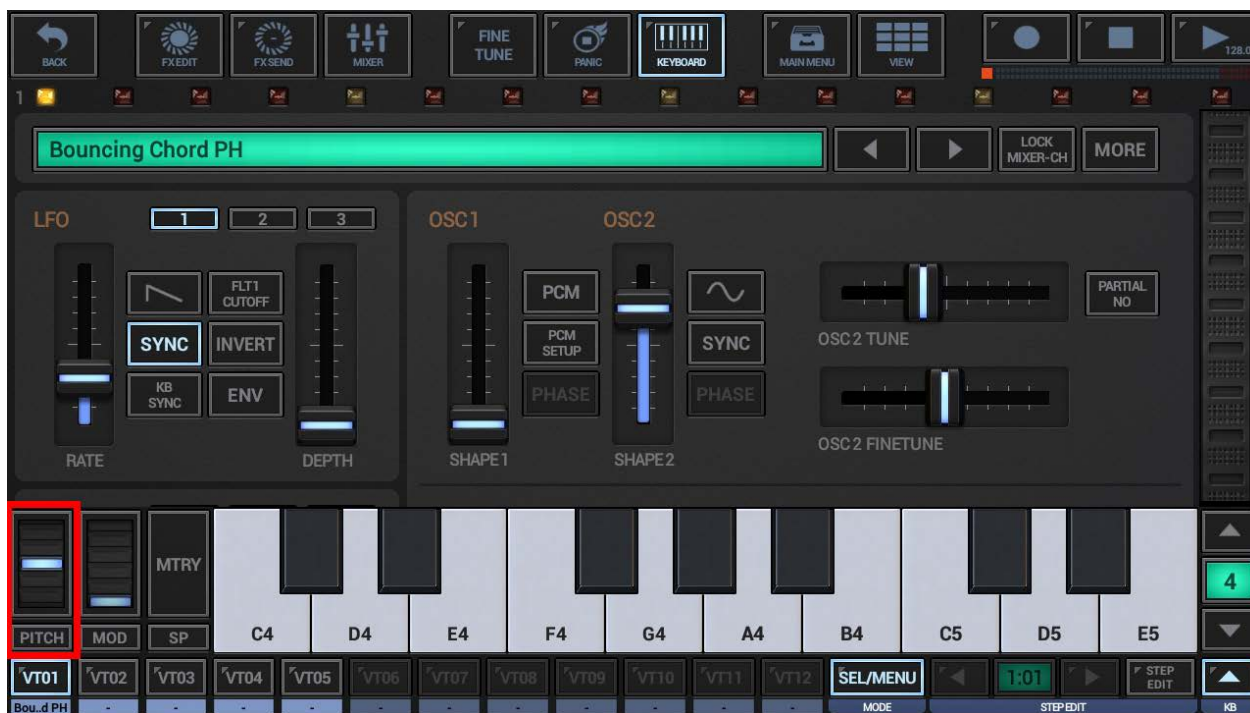 BACK FX EDIT FX SEND MIXER FINE TUNE PANIC KEYBOARD MAIN MENU VIEW 128.0
1
Bouncing Chord PH LOCK MIXER-CH MORE
LFO 1 2 3 OSC1 OSC2
FLT1 CUTOFF PCM PARTIAL NO
SYNC INVERT PCM SETUP SYNC OSC2 TUNE
KB SYNC ENV PHASE PHASE
RATE DEPTH SHAPE1 SHAPE2 OSC2 FINETUNE
MTRY 4
PITCH MOD SP C4 D4 E4 F4 G4 A4 B4 C5 D5 E5
VT01 VT02 VT03 VT04 VT05 VT06 VT07 VT08 VT09 VT10 VT11 VT12 SEL/MENU 1:01 STEP EDIT
Bou..d PH - - - - - - - - - - - MODE STEP EDIT KB